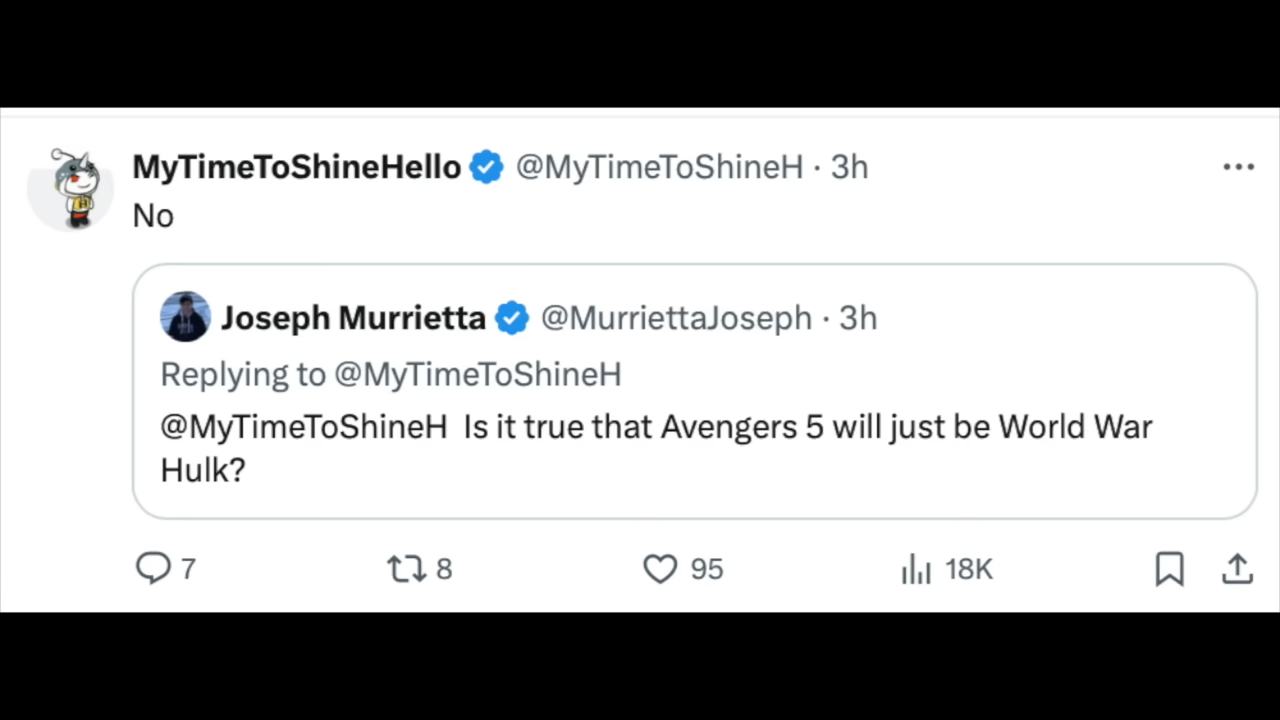 MyTimeToShineHello @MyTimeToShineH · 3h
No
Joseph Murrietta @MurriettaJoseph · 3h
Replying to @MyTimeToShineH
@MyTimeToShineH Is it true that Avengers 5 will just be World War
Hulk?
7 8 95 18K